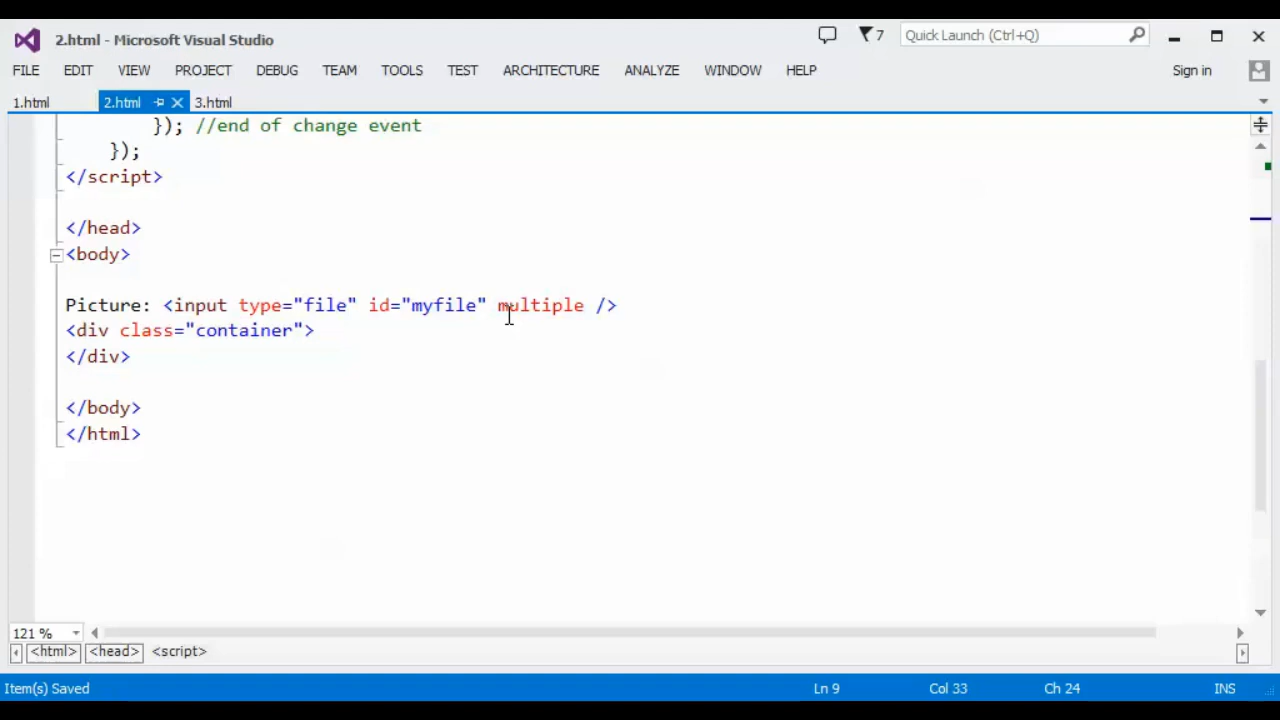 2.html - Microsoft Visual Studio
7
Quick Launch (Ctrl+Q)
FILE EDIT VIEW PROJECT DEBUG TEAM TOOLS TEST ARCHITECTURE ANALYZE WINDOW HELP
Sign in
1.html 2.html 3.html
}); //end of change event
});
</script>
</head>
<body>
Picture: <input type="file" id="myfile" multiple />
<div class="container">
</div>
</body>
</html>
121 %
<html> <head> <script>
Item(s) Saved Ln 9 Col 33 Ch 24 INS